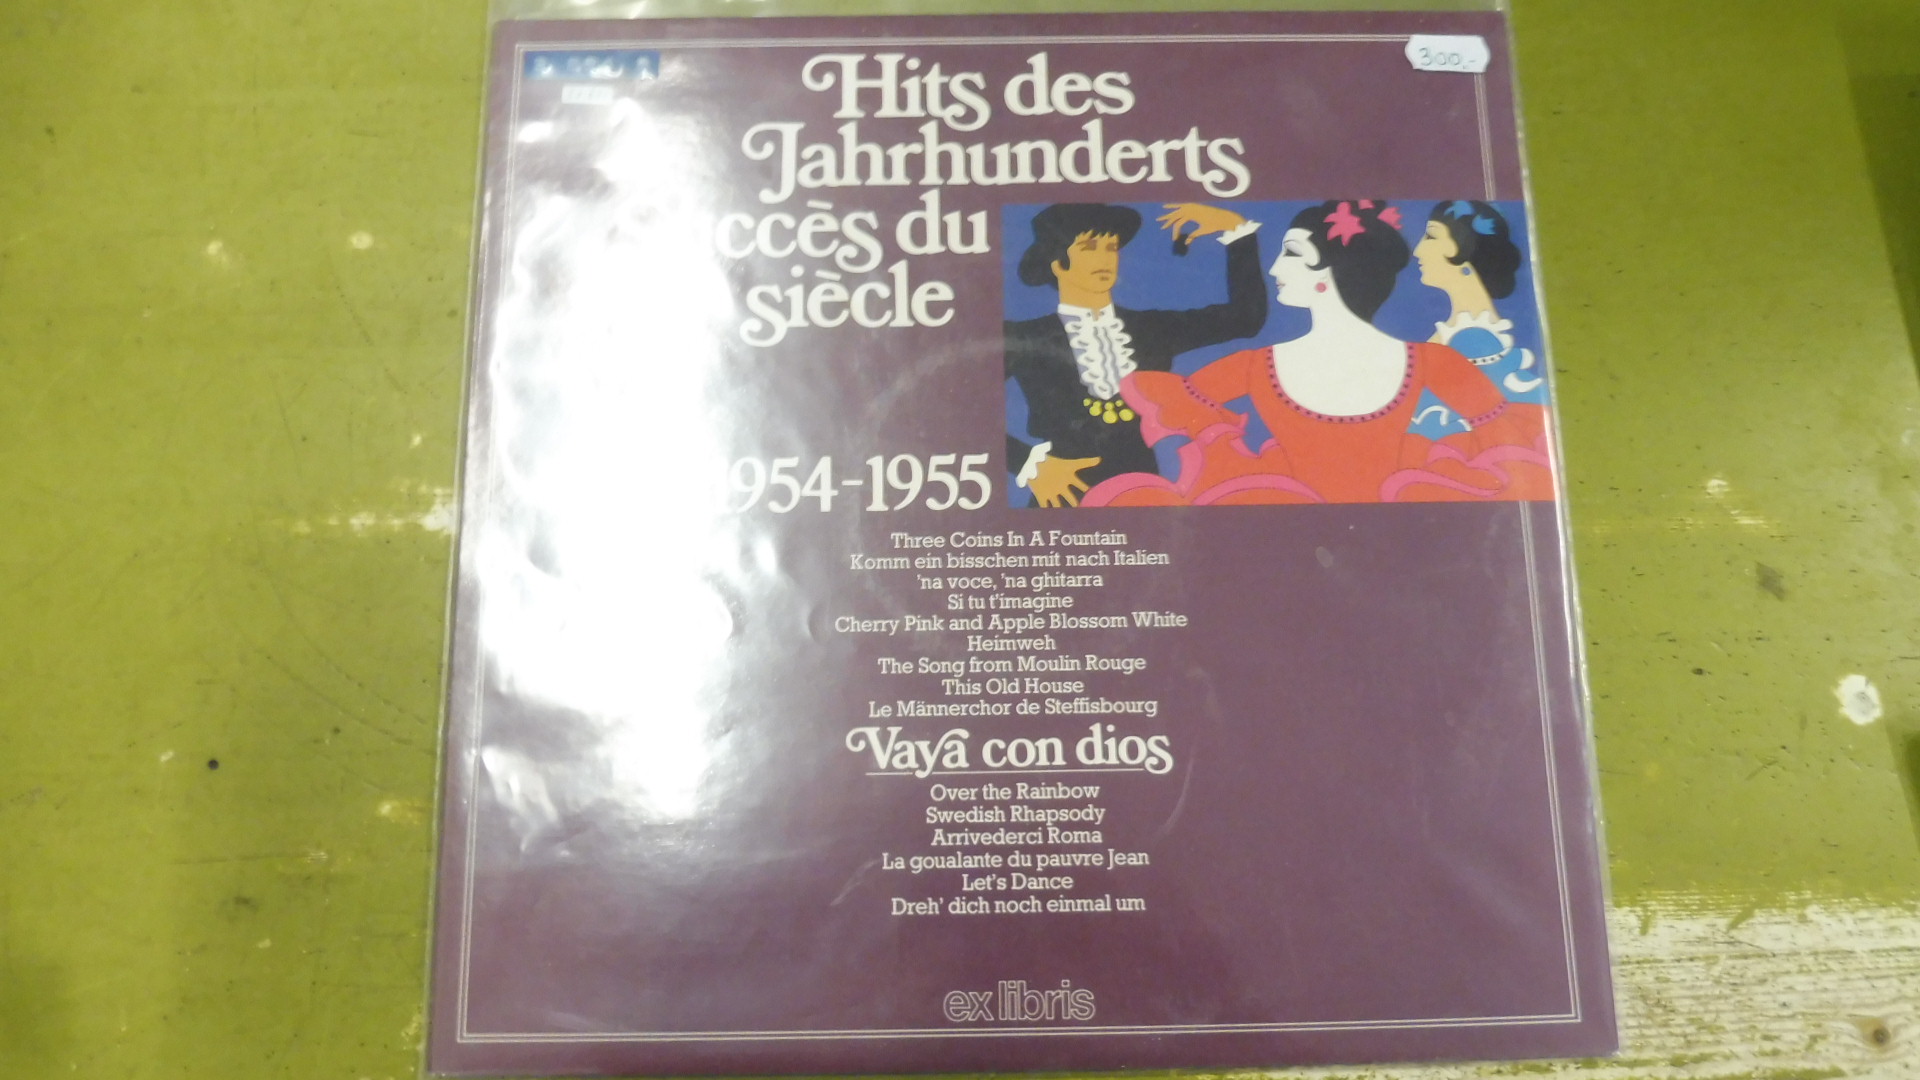 300.-
Hits des
Jahrhunderts
ccès du
siècle
1954-1955
Three Coins In A Fountain
Komm ein bisschen mit nach Italien
'na voce, 'na ghitarra
Si tu t'imagine
Cherry Pink and Apple Blossom White
Heimweh
The Song from Moulin Rouge
This Old House
Le Männerchor de Steffisbourg
Vaya con dios
Over the Rainbow
Swedish Rhapsody
Arrivederci Roma
La goualante du pauvre Jean
Let's Dance
Dreh' dich noch einmal um
ex libris